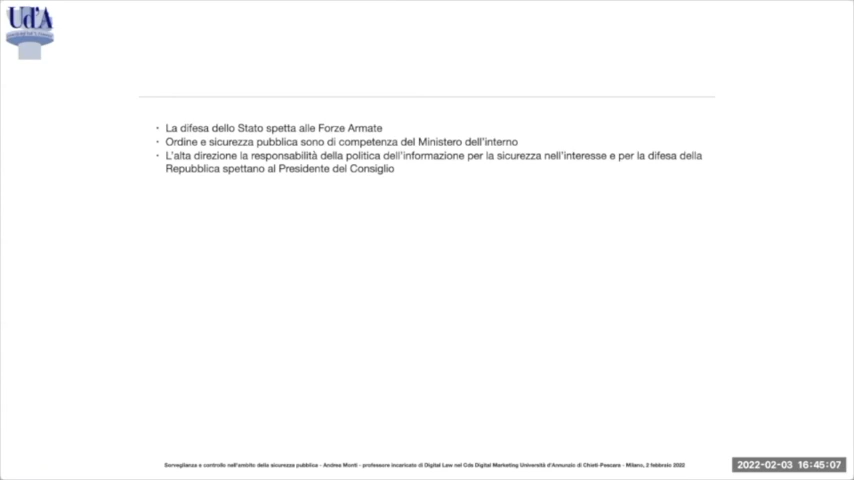 Ud'A
• La difesa dello Stato spetta alle Forze Armate
• Ordine e sicurezza pubblica sono di competenza del Ministero dell'interno
• L'alta direzione la responsabilità della politica dell'informazione per la sicurezza nell'interesse e per la difesa della
Repubblica spettano al Presidente del Consiglio
Sorveglianza e controllo nell'ambito della sicurezza pubblica - Andrea Monti - professore incaricato di Digital Law nel Cds Digital Marketing Università d'Annunzio di Chieti-Pescara - Milano, 2 febbraio 2022
2022-02-03 16:45:07